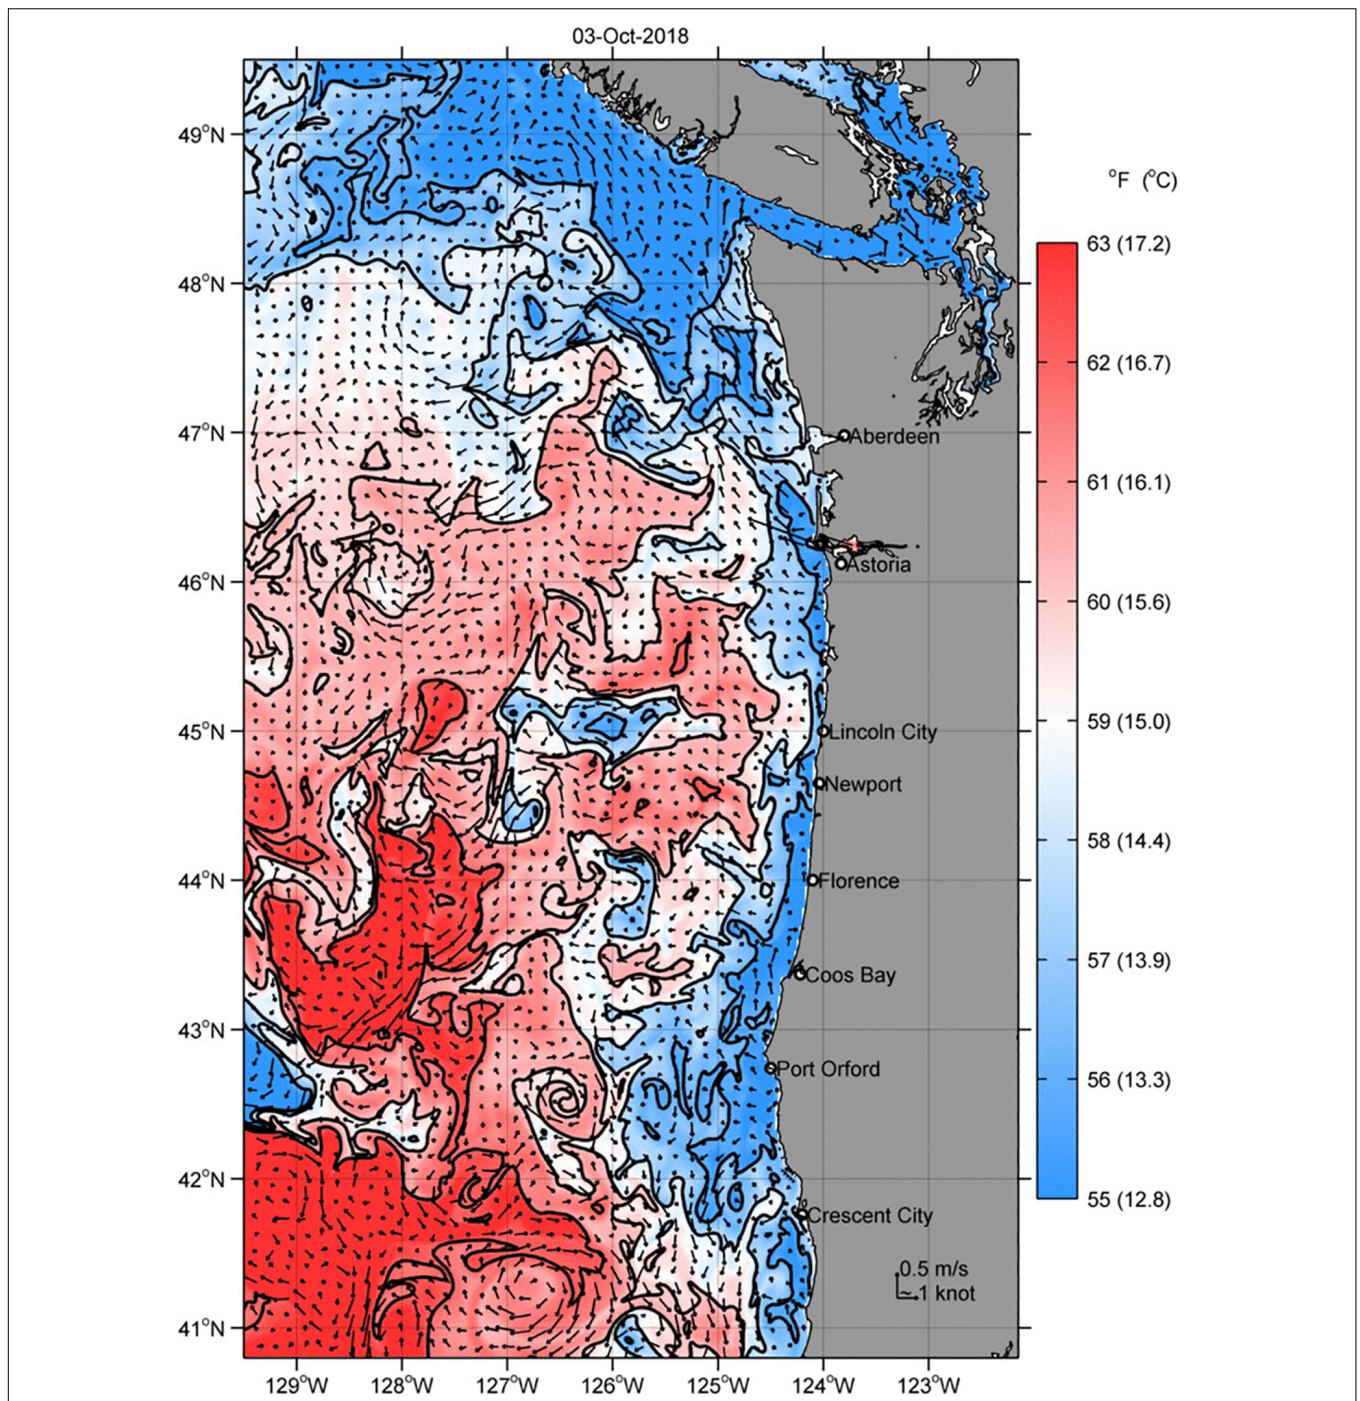 03-Oct-2018
°F (°C)
49°N
48°N
47°N
46°N
45°N
44°N
43°N
42°N
41°N
63 (17.2)
62 (16.7)
61 (16.1)
60 (15.6)
59 (15.0)
58 (14.4)
57 (13.9)
56 (13.3)
55 (12.8)
Aberdeen
Astoria
Lincoln City
Newport
Florence
Coos Bay
Port Orford
Crescent City
0.5 m/s
~1 knot
129°W 128°W 127°W 126°W 125°W 124°W 123°W